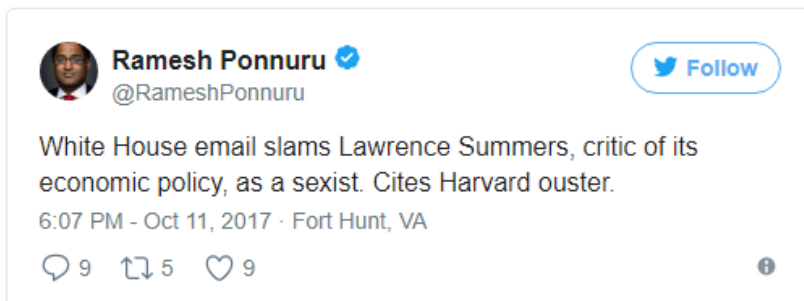 Ramesh Ponnuru
@RameshPonnuru
Follow
White House email slams Lawrence Summers, critic of its
economic policy, as a sexist. Cites Harvard ouster.
6:07 PM - Oct 11, 2017 · Fort Hunt, VA
9 5 9